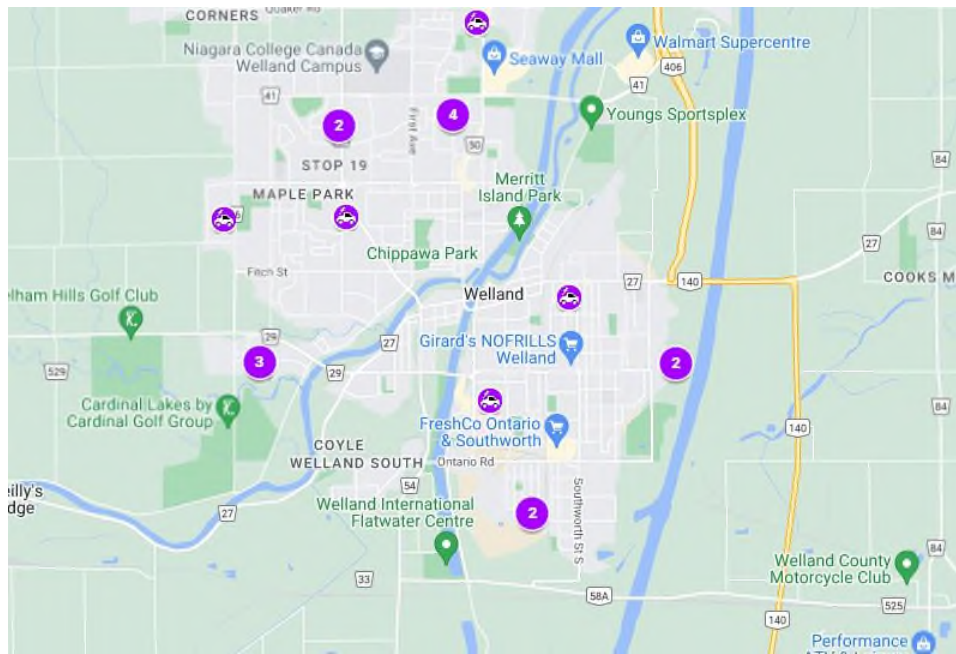 CORNERS
Quaker Rd
Niagara College Canada
Welland Campus
Seaway Mall
Walmart Supercentre
406
41
41
4
2
First Ave
50
Youngs Sportsplex
STOP 19
84
MAPLE PARK
Merritt
Island Park
84
27
Chippawa Park
Fitch St
27
140
COOKS M
Welland
elham Hills Golf Club
29
27
Girard's NOFRILLS
Welland
3
2
529
29
Cardinal Lakes by
Cardinal Golf Group
84
FreshCo Ontario
& Southworth
140
COYLE
WELLAND SOUTH
Ontario Rd
eilly's
dge
54
27
Welland International
Flatwater Centre
2
Southworth St S
84
Welland County
Motorcycle Club
33
58A
525
140
Performance